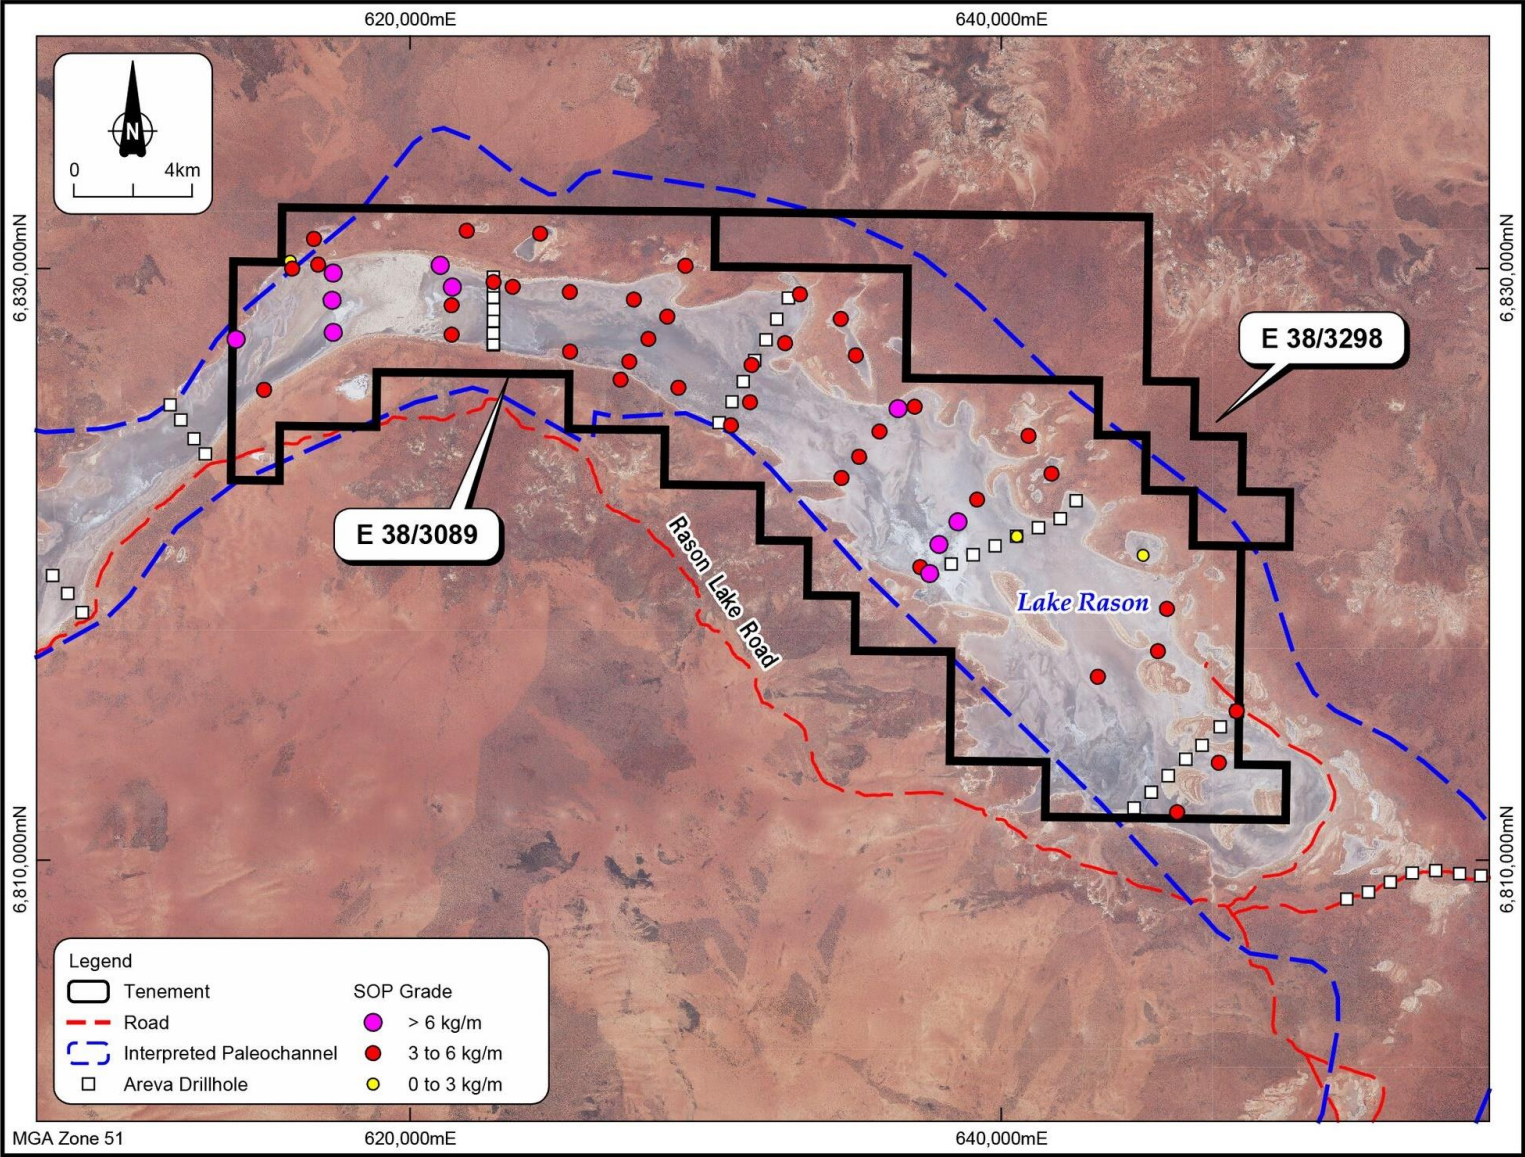 620,000mE
640,000mE
N
0
4km
6,830,000mN
6,830,000mN
E 38/3298
E 38/3089
Rason Lake Road
Lake Rason
6,810,000mN
6,810,000mN
Legend
Tenement
Road
Interpreted Paleochannel
Areva Drillhole
SOP Grade
> 6 kg/m
3 to 6 kg/m
0 to 3 kg/m
MGA Zone 51
620,000mE
640,000mE